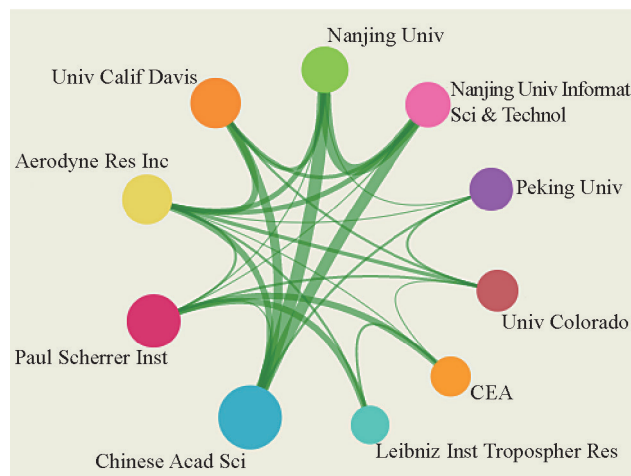 Nanjing Univ
Univ Calif Davis
Nanjing Univ Informat
Sci & Technol
Aerodyne Res Inc
Peking Univ
Univ Colorado
Paul Scherrer Inst
CEA
Leibniz Inst Tropospher Res
Chinese Acad Sci